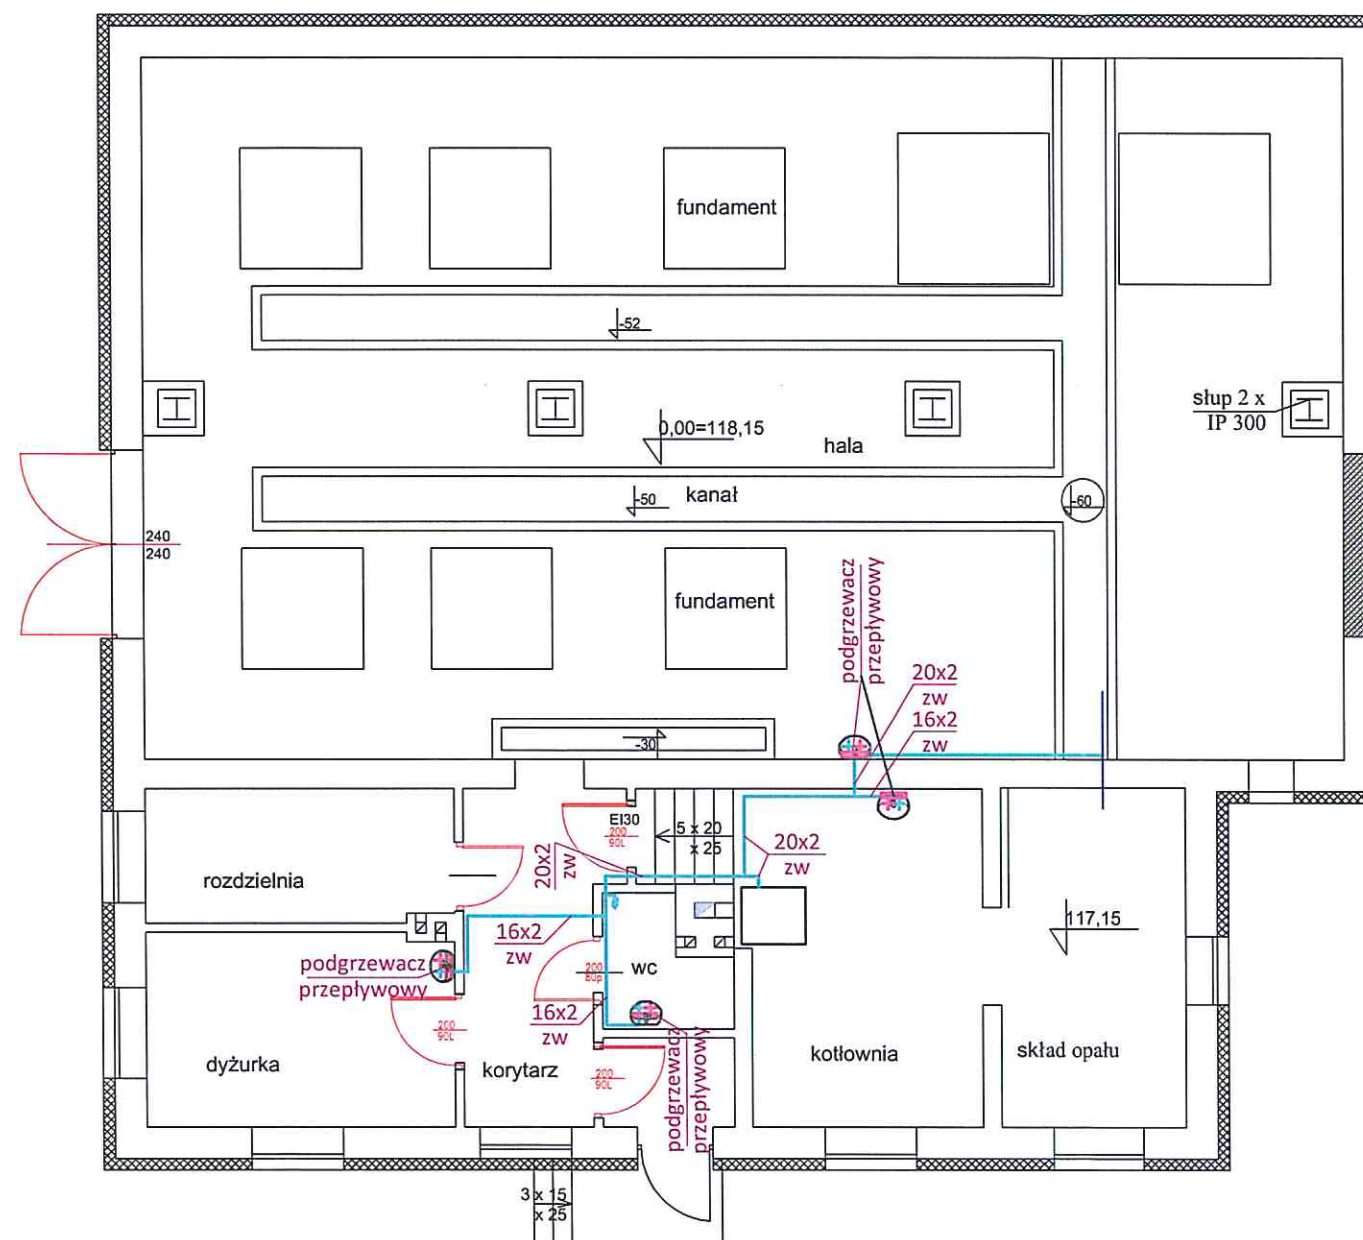 fundament
-52
słup 2 x
IP 300
0,00=118,15
hala
-50
kanał
-60
240
240
fundament
podgrzewacz
przepływowy
20x2
zw
16x2
zw
-30
EI30
200
90L
5 x 20
x 25
20x2
zw
20x2
zw
rozdzielnia
16x2
zw
117,15
podgrzewacz
przepływowy
200
80p
wc
16x2
zw
200
90L
dyżurka
korytarz
200
90L
podgrzewacz
przepływowy
kotłownia
skład opału
3 x 15
x 25